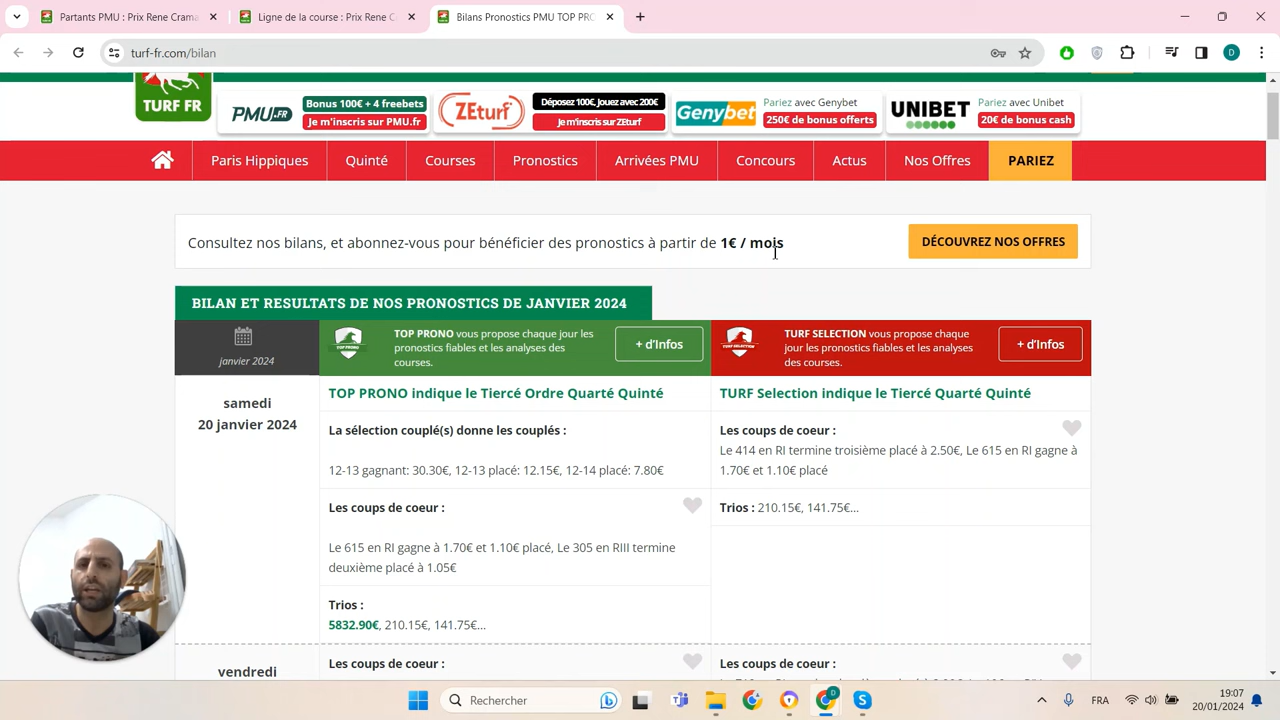 Partants PMU : Prix Rene Crama
Ligne de la course : Prix Rene C
Bilans Pronostics PMU TOP PRO
turf-fr.com/bilan
D
TURF FR
PMU.FR
Bonus 100€ + 4 freebets
Je m'inscris sur PMU.fr
ZEturf
Déposez 100€, Jouez avec 200€
Je m'inscris sur ZEturf
Genybet
Pariez avec Genybet
250€ de bonus offerts
UNIBET
Pariez avec Unibet
20€ de bonus cash
Paris Hippiques
Quinté
Courses
Pronostics
Arrivées PMU
Concours
Actus
Nos Offres
PARIEZ
Consultez nos bilans, et abonnez-vous pour bénéficier des pronostics à partir de 1€ / mois
DÉCOUVREZ NOS OFFRES
BILAN ET RESULTATS DE NOS PRONOSTICS DE JANVIER 2024
janvier 2024
TOP PRONO
TOP PRONO vous propose chaque jour les
pronostics fiables et les analyses des
courses.
+ d'Infos
TURF SELECTION
TURF SELECTION vous propose chaque
jour les pronostics fiables et les analyses
des courses.
+ d'Infos
samedi
20 janvier 2024
TOP PRONO indique le Tiercé Ordre Quarté Quinté
La sélection couplé(s) donne les couplés :
12-13 gagnant: 30.30€, 12-13 placé: 12.15€, 12-14 placé: 7.80€
Les coups de coeur :
Le 615 en RI gagne à 1.70€ et 1.10€ placé, Le 305 en RIII termine
deuxième placé à 1.05€
Trios :
5832.90€, 210.15€, 141.75€...
TURF Selection indique le Tiercé Quarté Quinté
Les coups de coeur :
Le 414 en RI termine troisième placé à 2.50€, Le 615 en RI gagne à
1.70€ et 1.10€ placé
Trios : 210.15€, 141.75€...
vendredi
Les coups de coeur :
Les coups de coeur :
Rechercher
D
FR
19:07
20/01/2024